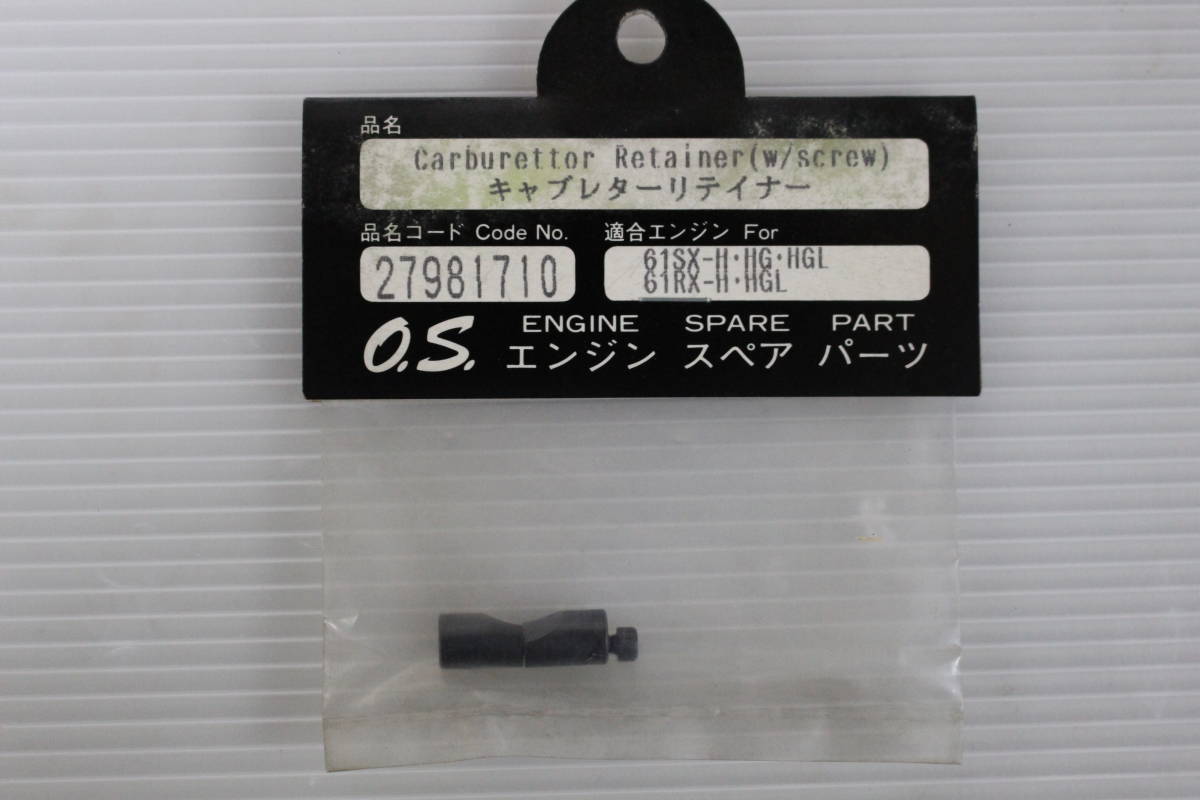 品名
Carburettor Retainer(w/screw)
キャブレターリテイナー
品名コード Code No.
27981710
適合エンジン For
61SX-H・HG・HGL
61RX-H・HGL
O.S. ENGINE SPARE PART
エンジン スペア パーツ